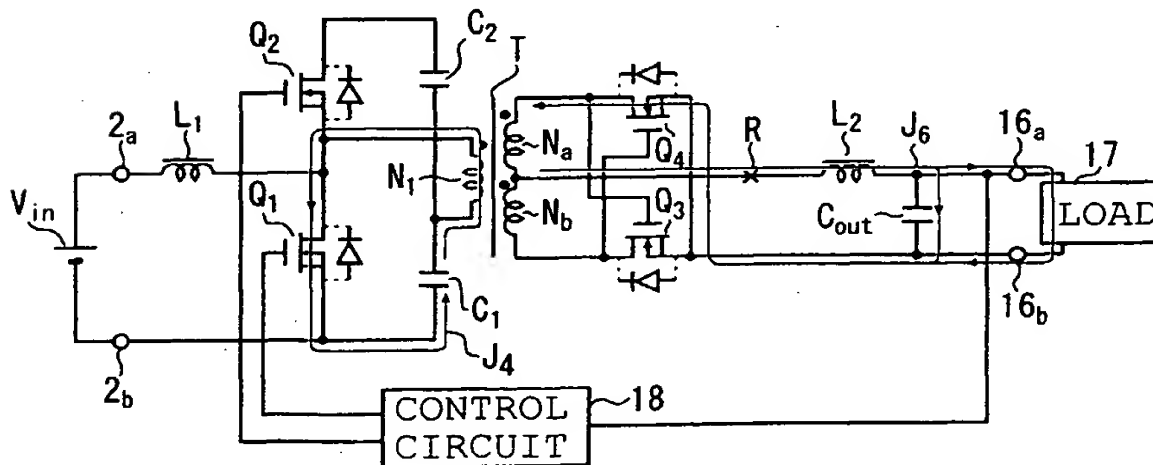 C₂
T
Q₂
L₁
2a
Nₐ
Q₄
R
L₂
J₆
16a
17
N₁
Q₁
Vin
Nb
Q₃
Cout
LOAD
C₁
16b
J₄
2b
CONTROL
CIRCUIT
18